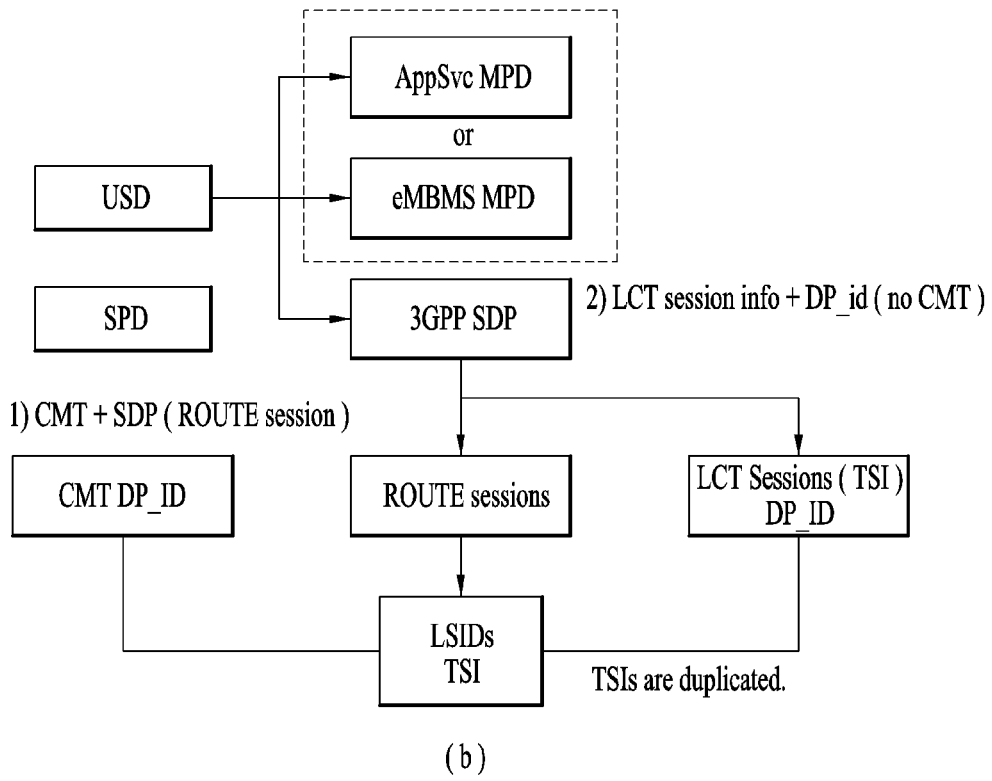 AppSvc MPD
or
USD
eMBMS MPD
SPD
3GPP SDP
2) LCT session info + DP_id ( no CMT )
1) CMT + SDP ( ROUTE session )
CMT DP_ID
ROUTE sessions
LCT Sessions ( TSI )
DP_ID
LSIDs
TSI
TSIs are duplicated.
( b )